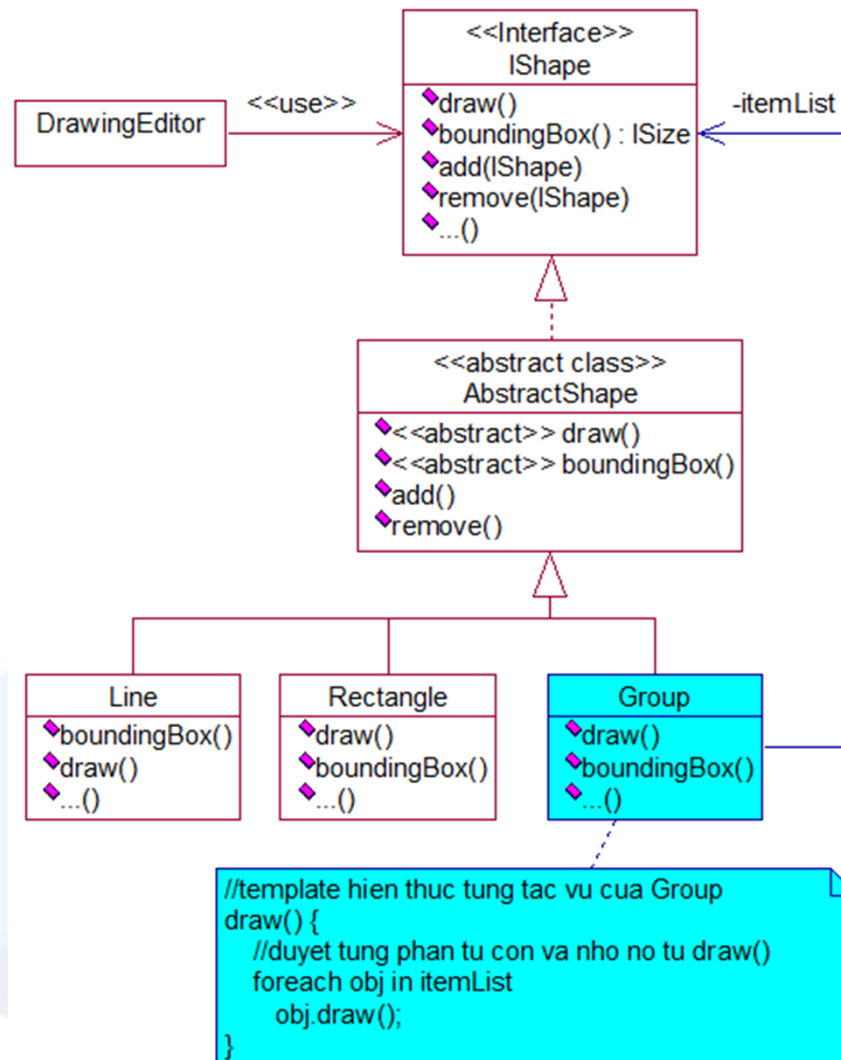 <<Interface>>
IShape
draw()
boundingBox() : ISize
add(IShape)
remove(IShape)
...()
DrawingEditor
<<use>>
-itemList
<<abstract class>>
AbstractShape
<<abstract>> draw()
<<abstract>> boundingBox()
add()
remove()
Line
boundingBox()
draw()
...()
Rectangle
draw()
boundingBox()
...()
Group
draw()
boundingBox()
...()
//template hien thuc tung tac vu cua Group
draw() {
//duyet tung phan tu con va nho no tu draw()
foreach obj in itemList
obj.draw();
}